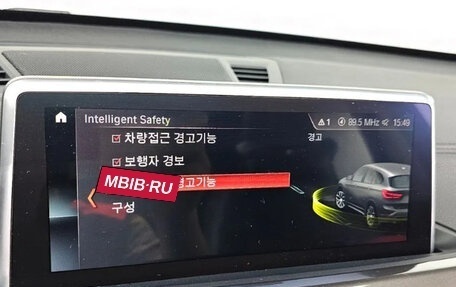 Intelligent Safety
1 89.5 MHz 15:49
차량접근 경고기능
경고
보행자 경보
경고기능
구성
MBIB-RU